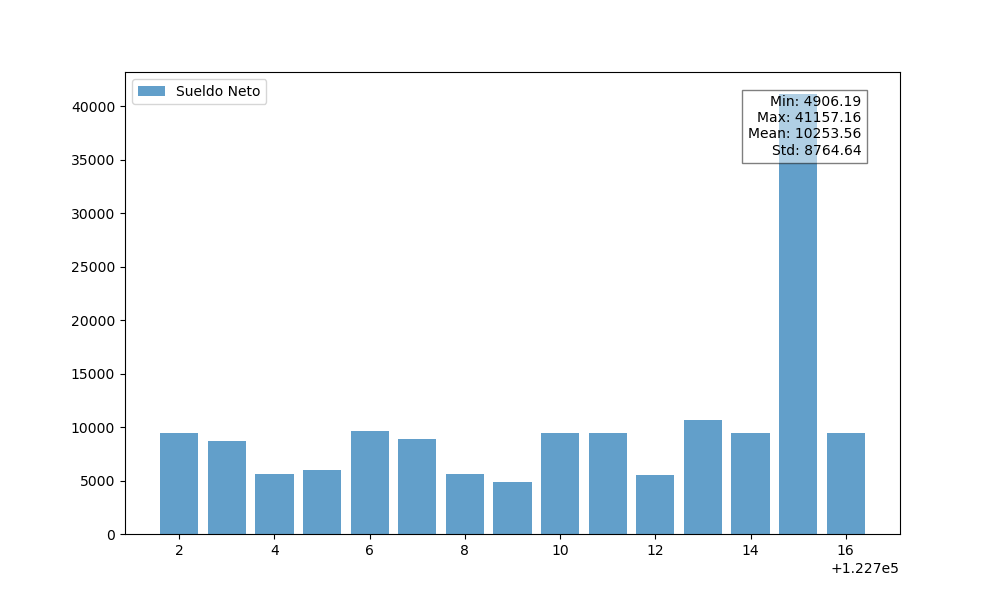 Sueldo Neto
Min: 4906.19
Max: 41157.16
Mean: 10253.56
Std: 8764.64
40000
35000
30000
25000
20000
15000
10000
5000
0
2 4 6 8 10 12 14 16
+1.227e5